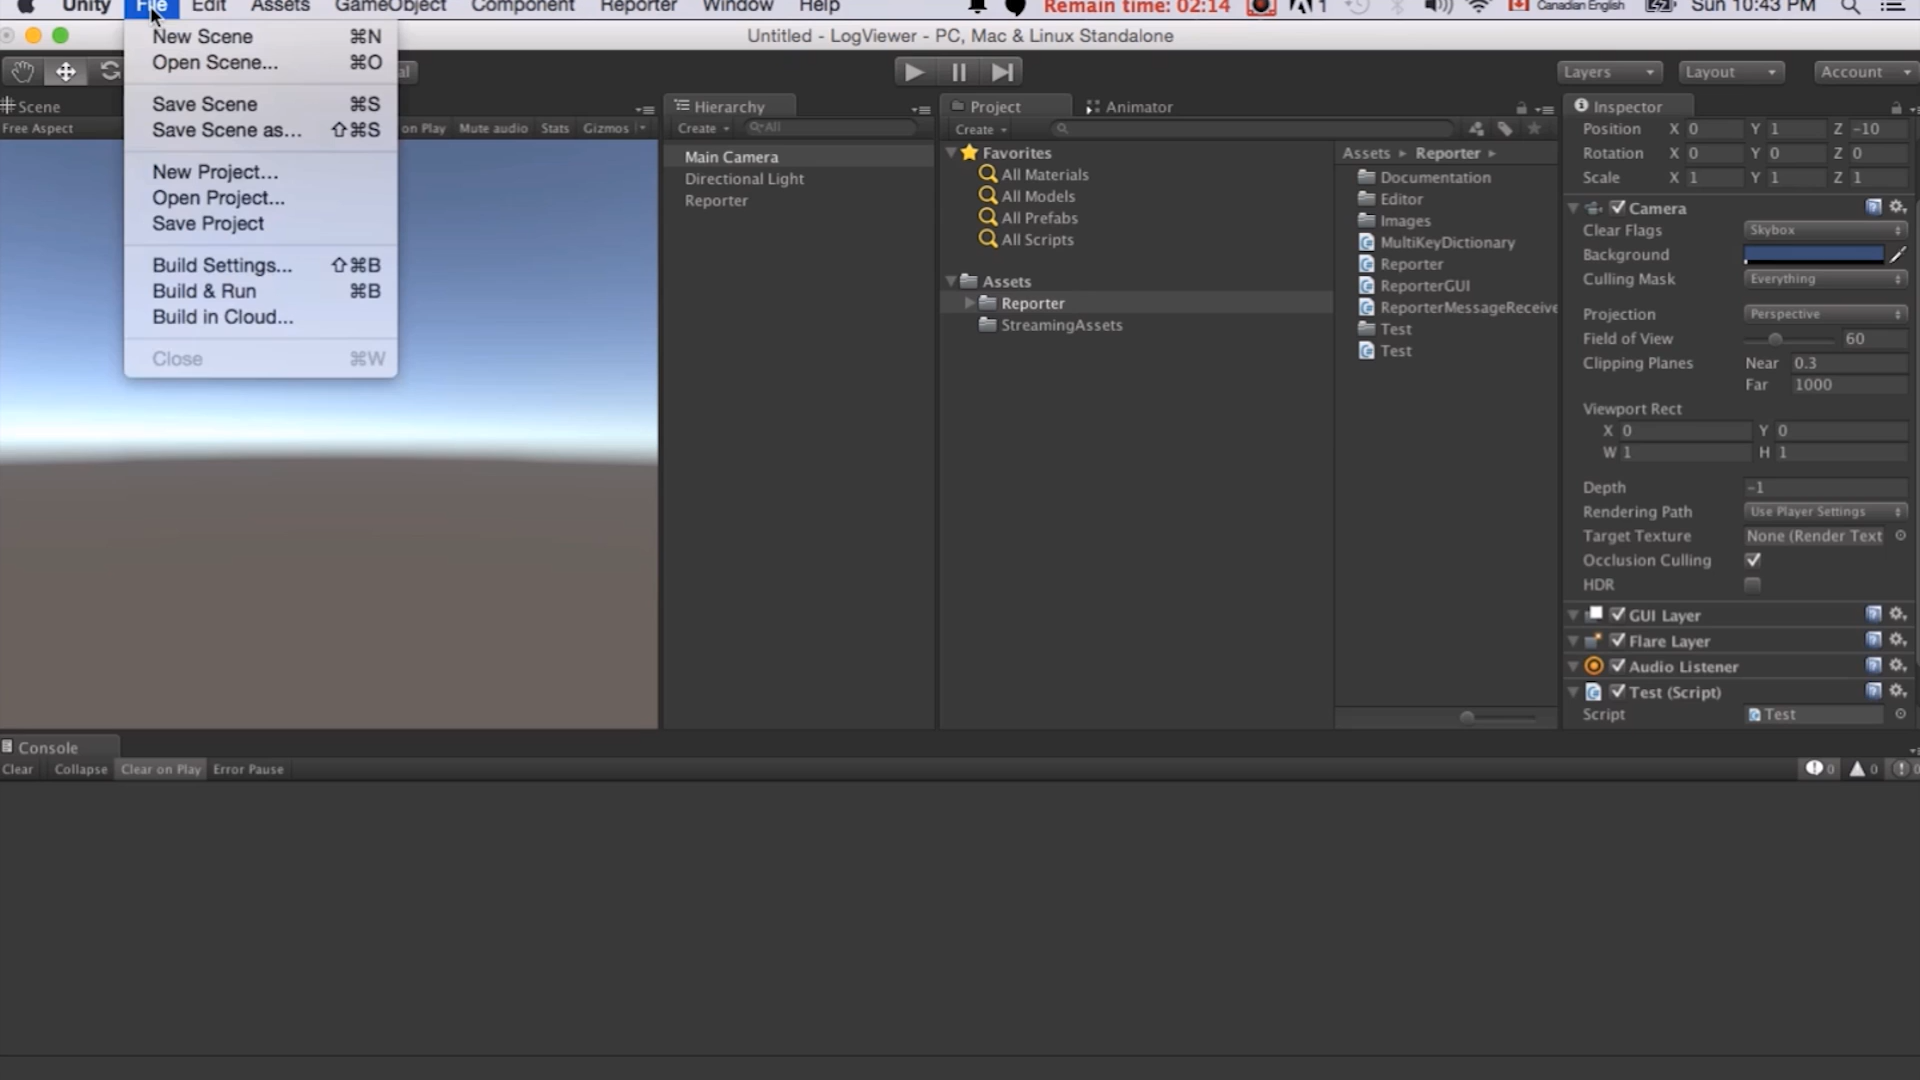 Unity File Edit Assets GameObject Component Reporter Window Help Remain time: 02:14 1 Canadian English Sun 10:43 PM
Untitled - LogViewer - PC, Mac & Linux Standalone
New Scene ⌘N
Open Scene... ⌘O
Save Scene ⌘S
Save Scene as... ⇧⌘S
New Project...
Open Project...
Save Project
Build Settings... ⇧⌘B
Build & Run ⌘B
Build in Cloud...
Close ⌘W
Layers Layout Account
Scene
Free Aspect on Play Mute audio Stats Gizmos
Hierarchy
Create All
Main Camera
Directional Light
Reporter
Project Animator
Create
Favorites
All Materials
All Models
All Prefabs
All Scripts
Assets
Reporter
StreamingAssets
Assets Reporter
Documentation
Editor
Images
MultiKeyDictionary
Reporter
ReporterGUI
ReporterMessageReceive
Test
Test
Inspector
Position X 0 Y 1 Z -10
Rotation X 0 Y 0 Z 0
Scale X 1 Y 1 Z 1
Camera
Clear Flags Skybox
Background
Culling Mask Everything
Projection Perspective
Field of View 60
Clipping Planes Near 0.3
Far 1000
Viewport Rect
X 0 Y 0
W 1 H 1
Depth -1
Rendering Path Use Player Settings
Target Texture None (Render Text
Occlusion Culling
HDR
GUI Layer
Flare Layer
Audio Listener
Test (Script)
Script Test
Console
Clear Collapse Clear on Play Error Pause 0 0 0